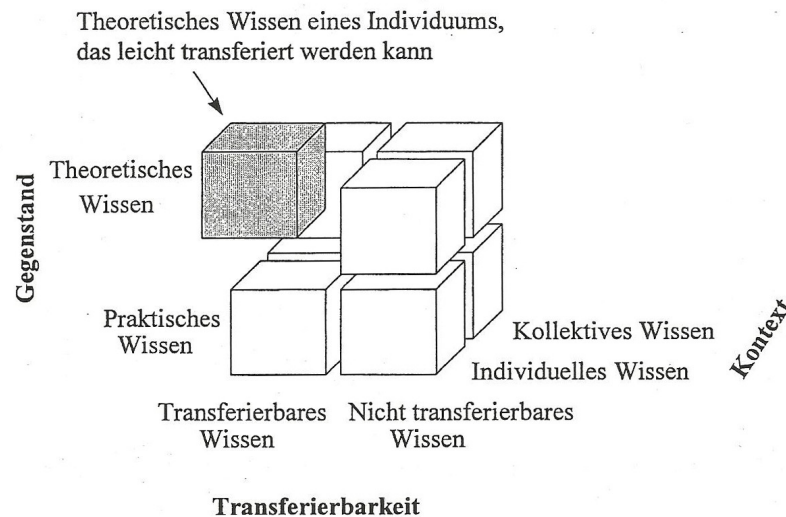 Theoretisches Wissen eines Individuums,
das leicht transferiert werden kann
Theoretisches
Wissen
Gegenstand
Praktisches
Wissen
Kollektives Wissen
Individuelles Wissen
Kontext
Transferierbares
Wissen
Nicht transferierbares
Wissen
Transferierbarkeit